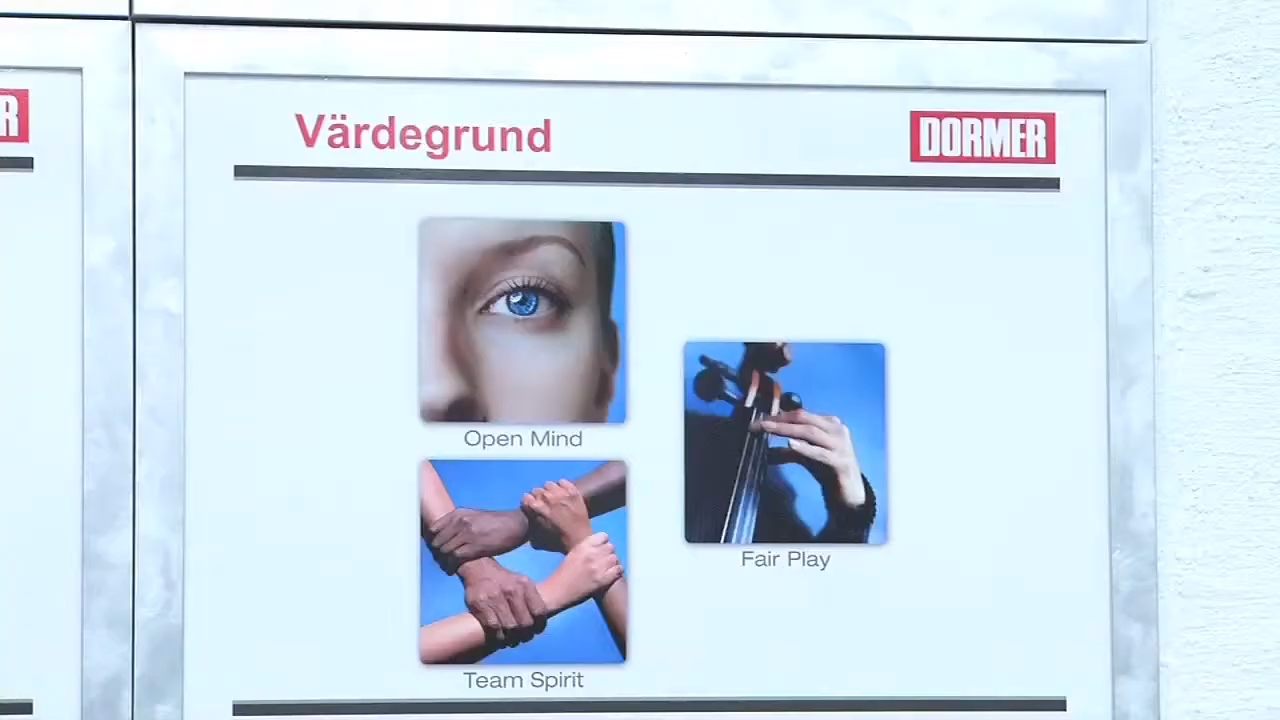 Värdegrund
DORMER
Open Mind
Fair Play
Team Spirit